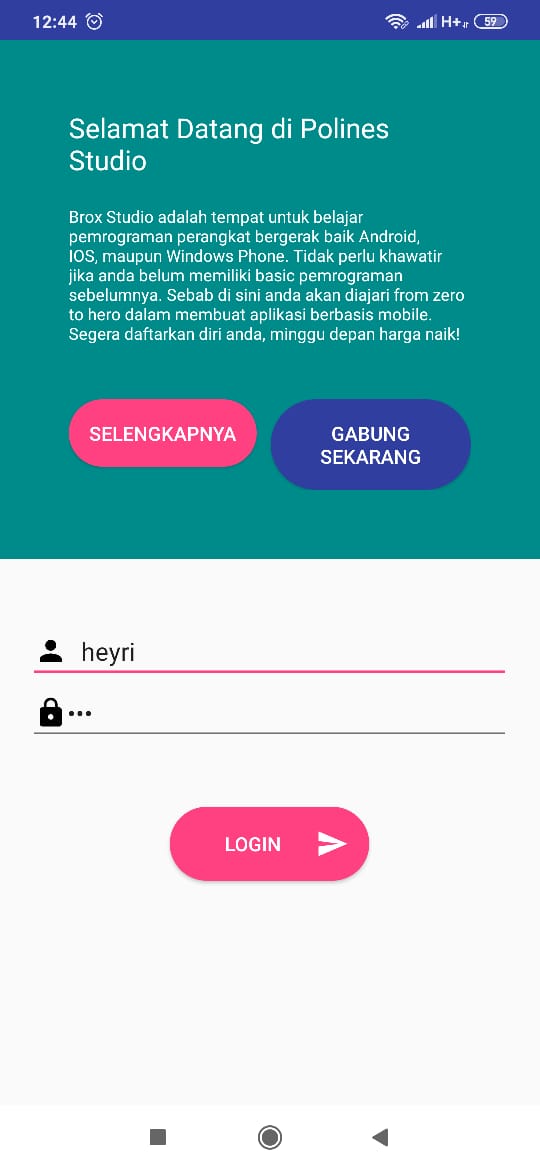 12:44 H+ 59
Selamat Datang di Polines
Studio
Brox Studio adalah tempat untuk belajar
pemrograman perangkat bergerak baik Android,
IOS, maupun Windows Phone. Tidak perlu khawatir
jika anda belum memiliki basic pemrograman
sebelumnya. Sebab di sini anda akan diajari from zero
to hero dalam membuat aplikasi berbasis mobile.
Segera daftarkan diri anda, minggu depan harga naik!
SELENGKAPNYA
GABUNG
SEKARANG
heyri
•••
LOGIN